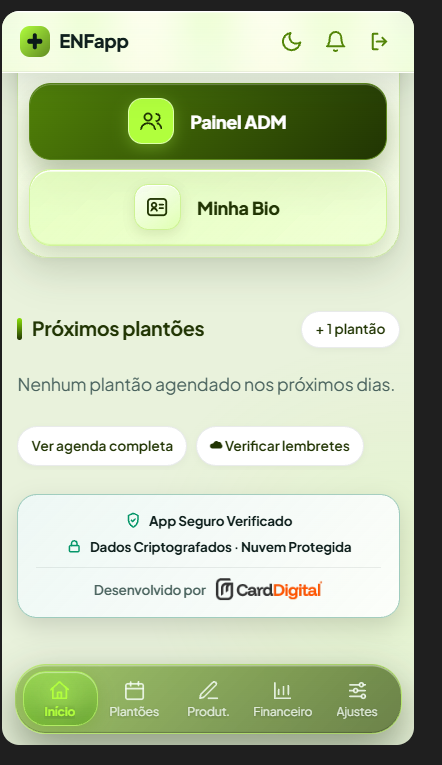 ENFapp
Painel ADM
Minha Bio
Próximos plantões
+ 1 plantão
Nenhum plantão agendado nos próximos dias.
Ver agenda completa
Verificar lembretes
App Seguro Verificado
Dados Criptografados · Nuvem Protegida
Desenvolvido por CardDigital
Início
Plantões
Produt.
Financeiro
Ajustes